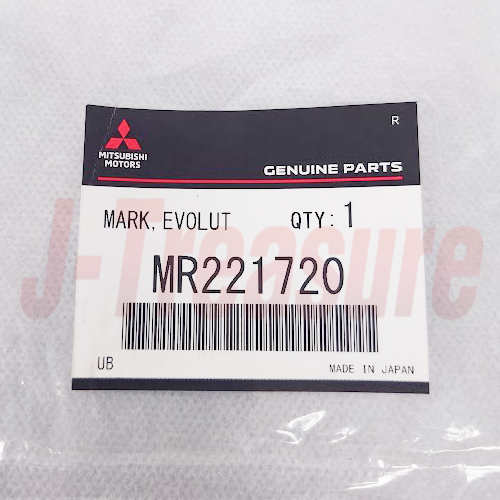 R
MITSUBISHI
MOTORS
GENUINE PARTS
MARK, EVOLUT QTY: 1
MR221720
UB
MADE IN JAPAN
J-Treasure